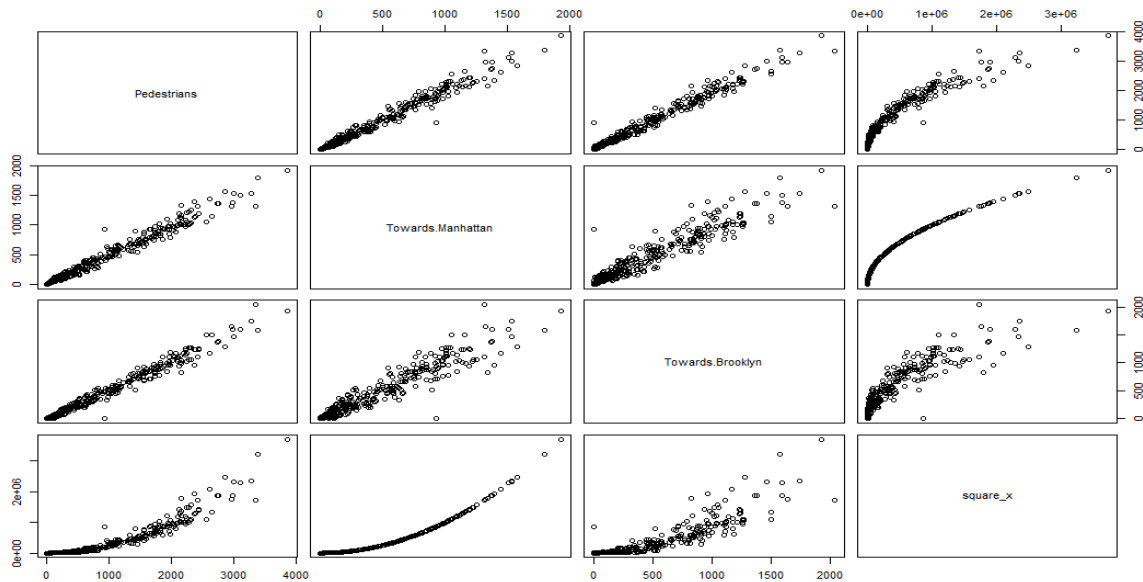 0 500 1000 1500 2000
0e+00 1e+06 2e+06 3e+06
Pedestrians
0 1000 2000 3000 4000
0 500 1000 1500 2000
Towards.Manhattan
Towards.Brooklyn
0 500 1000 2000
0e+00 2e+06
square_x
0 1000 2000 3000 4000
0 500 1000 1500 2000